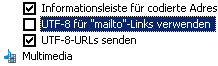 Informationsleiste für codierte Adres
UTF-8 für "mailto"-Links verwenden
UTF-8-URLs senden
Multimedia